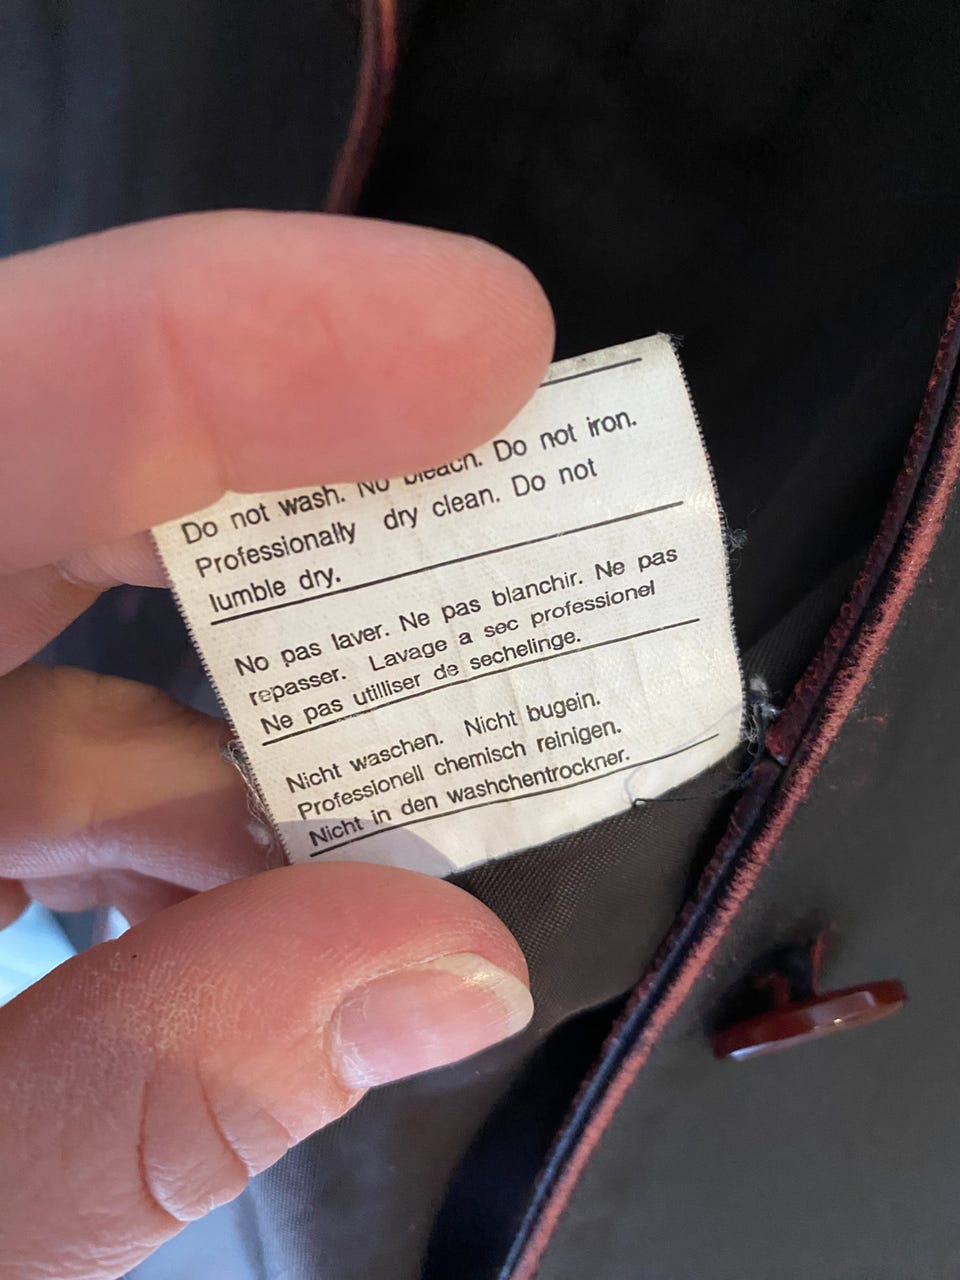 Do not wash. No bleach. Do not iron.
Professionally dry clean. Do not
lumble dry.
No pas laver. Ne pas blanchir. Ne pas
repasser. Lavage a sec professionel
Ne pas utilliser de sechelinge.
Nicht waschen. Nicht bugein.
Professionell chemisch reinigen.
Nicht in den washchentrockner.